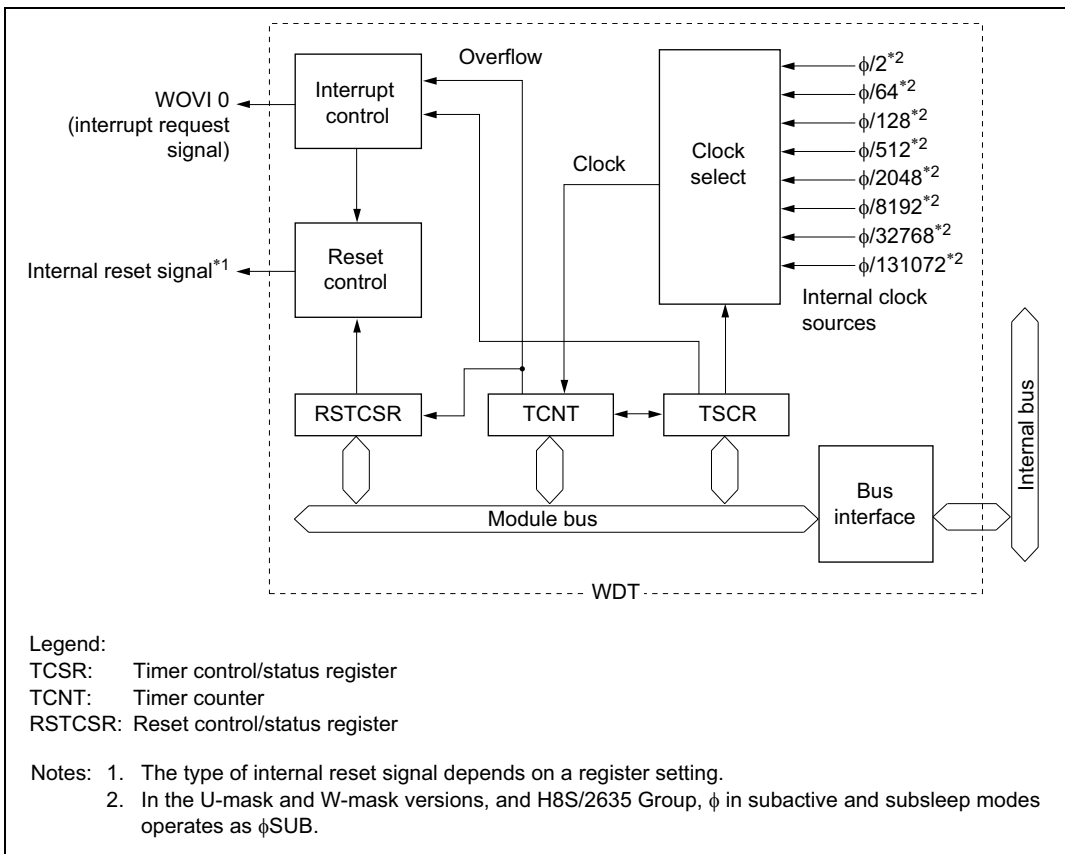 Overflow
Interrupt
control
WOVI 0
(interrupt request
signal)
Clock
Clock
select
ϕ/2*2
ϕ/64*2
ϕ/128*2
ϕ/512*2
ϕ/2048*2
ϕ/8192*2
ϕ/32768*2
ϕ/131072*2
Internal clock
sources
Reset
control
Internal reset signal*1
RSTCSR
TCNT
TSCR
Module bus
Bus
interface
Internal bus
WDT
Legend:
TCSR: Timer control/status register
TCNT: Timer counter
RSTCSR: Reset control/status register
Notes: 1. The type of internal reset signal depends on a register setting.
2. In the U-mask and W-mask versions, and H8S/2635 Group, ϕ in subactive and subsleep modes
operates as ϕSUB.